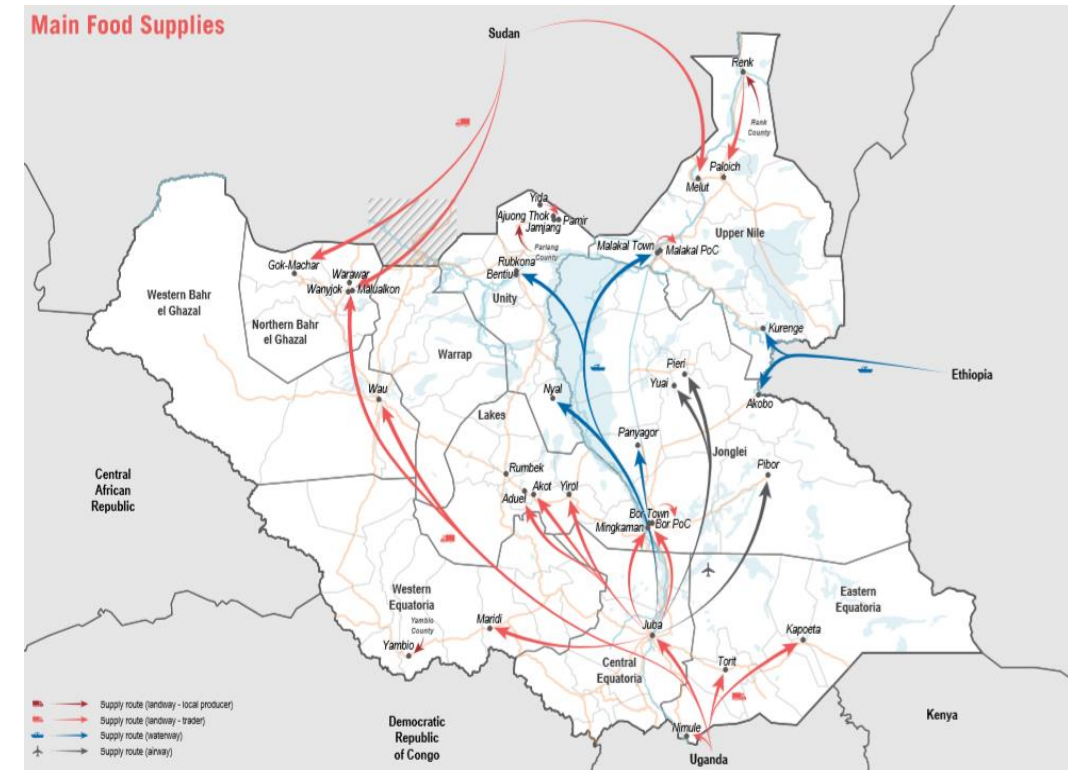 Main Food Supplies
Sudan
Renk
Renk
County
Paloich
Melut
Yida
Ajuong Thok
Jamjang
Pamir
Pariang
County
Malakal Town
Malakal PoC
Upper Nile
Gok-Machar
Warawar
Wanyjok
Malualkon
Rubkona
Bentiu
Unity
Western Bahr
el Ghazal
Northern Bahr
el Ghazal
Warrap
Kurenge
Ethiopia
Pieri
Yuai
Akobo
Wau
Nyal
Lakes
Panyagor
Jonglei
Pibor
Central
African
Republic
Rumbek
Akot
Yirol
Aduel
Bor Town
Mingkaman
Bor PoC
Western
Equatoria
Yambio
County
Maridi
Yambio
Juba
Eastern
Equatoria
Kapoeta
Central
Equatoria
Torit
Nimule
Uganda
Kenya
Democratic
Republic
of Congo
Supply route (landway - local producer)
Supply route (landway - trader)
Supply route (waterway)
Supply route (airway)